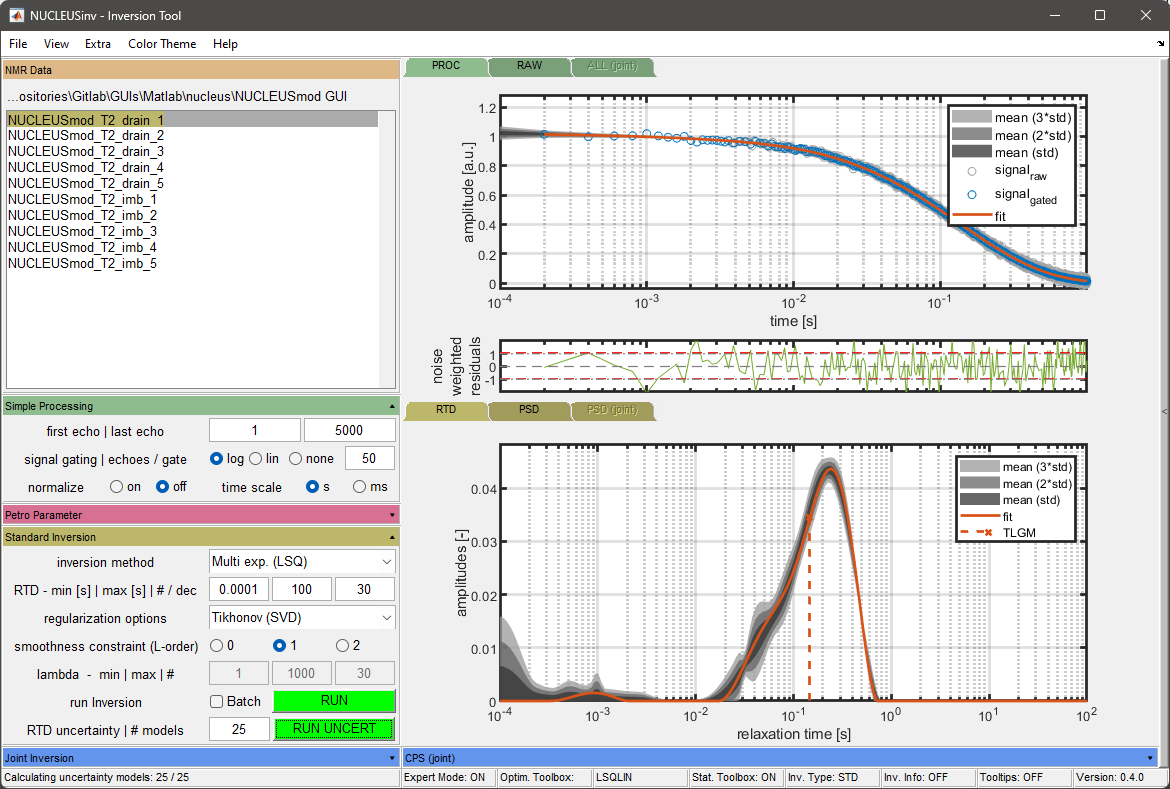 NUCLEUSinv - Inversion Tool
File View Extra Color Theme Help
NMR Data
...ositories\Gitlab\GUIs\Matlab\nucleus\NUCLEUSmod GUI
NUCLEUSmod_T2_drain_1
NUCLEUSmod_T2_drain_2
NUCLEUSmod_T2_drain_3
NUCLEUSmod_T2_drain_4
NUCLEUSmod_T2_drain_5
NUCLEUSmod_T2_imb_1
NUCLEUSmod_T2_imb_2
NUCLEUSmod_T2_imb_3
NUCLEUSmod_T2_imb_4
NUCLEUSmod_T2_imb_5
Simple Processing
first echo | last echo 1 5000
signal gating | echoes / gate log lin none 50
normalize on off time scale s ms
Petro Parameter
Standard Inversion
inversion method Multi exp. (LSQ)
RTD - min [s] | max [s] | # / dec 0.0001 100 30
regularization options Tikhonov (SVD)
smoothness constraint (L-order) 0 1 2
lambda - min | max | # 1 1000 30
run Inversion Batch RUN
RTD uncertainty | # models 25 RUN UNCERT
Joint Inversion
Calculating uncertainty models: 25 / 25
PROC RAW ALL (joint)
amplitude [a.u.]
1.2
1
0.8
0.6
0.4
0.2
0
10-4 10-3 10-2 10-1
time [s]
mean (3*std)
mean (2*std)
mean (std)
signal raw
signal gated
fit
noise
weighted
residuals
1
0
-1
RTD PSD PSD (joint)
amplitudes [-]
0.04
0.03
0.02
0.01
0
10-4 10-3 10-2 10-1 100 101 102
relaxation time [s]
mean (3*std)
mean (2*std)
mean (std)
fit
TLGM
CPS (joint)
Expert Mode: ON Optim. Toolbox: LSQLIN Stat. Toolbox: ON Inv. Type: STD Inv. Info: OFF Tooltips: OFF Version: 0.4.0